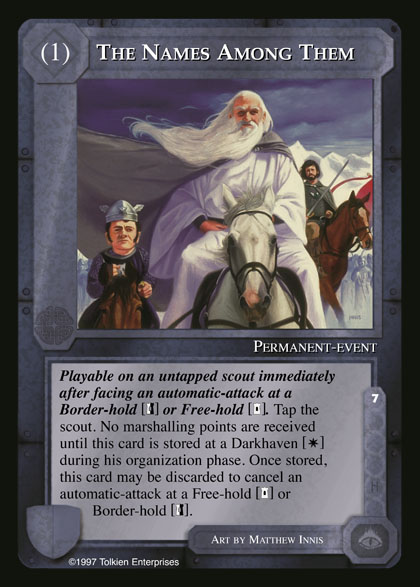 (1)
THE NAMES AMONG THEM
INNIS
PERMANENT-EVENT
Playable on an untapped scout immediately
after facing an automatic-attack at a
Border-hold [] or Free-hold []. Tap the
scout. No marshalling points are received
until this card is stored at a Darkhaven [✷]
during his organization phase. Once stored,
this card may be discarded to cancel an
automatic-attack at a Free-hold [] or
Border-hold [].
7
H
ART BY MATTHEW INNIS
©1997 Tolkien Enterprises